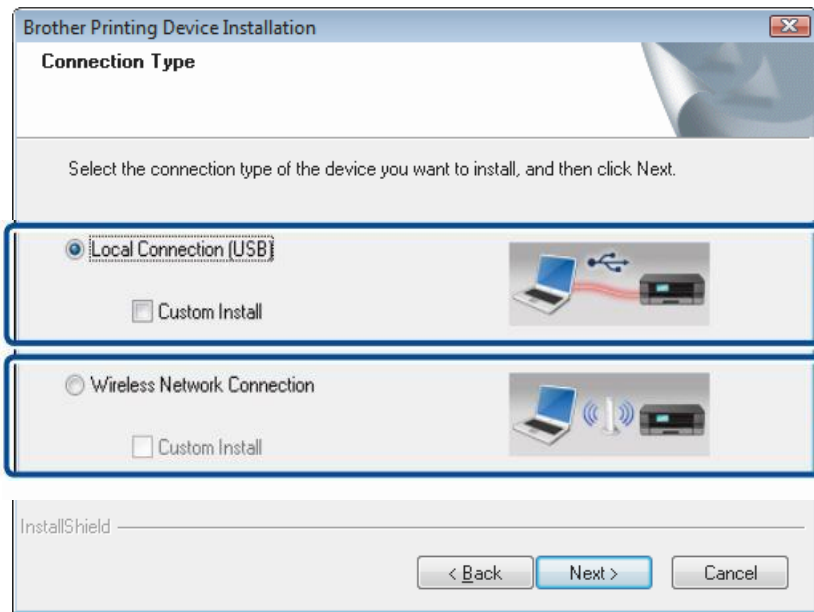 Brother Printing Device Installation
Connection Type
Select the connection type of the device you want to install, and then click Next.
Local Connection (USB)
Custom Install
Wireless Network Connection
Custom Install
InstallShield
< Back
Next >
Cancel